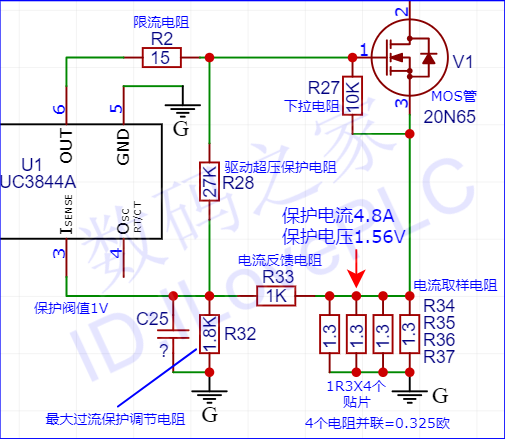 限流电阻
R2
15
2
1
V1
MOS管
20N65
3
R27
10K
下拉电阻
6
5
OUT
GND
G
U1
UC3844A
ISENSE
OSC
RT/CT
3
4
27K
驱动超压保护电阻
R28
保护电流4.8A
保护电压1.56V
电流反馈电阻
R33
1K
电流取样电阻
保护阀值1V
C25
?
1.8K
R32
1.3
1.3
1.3
1.3
R34
R35
R36
R37
最大过流保护调节电阻
G
1R3X4个
贴片
G
4个电阻并联=0.325欧
数码之家
ID:ILovePLC